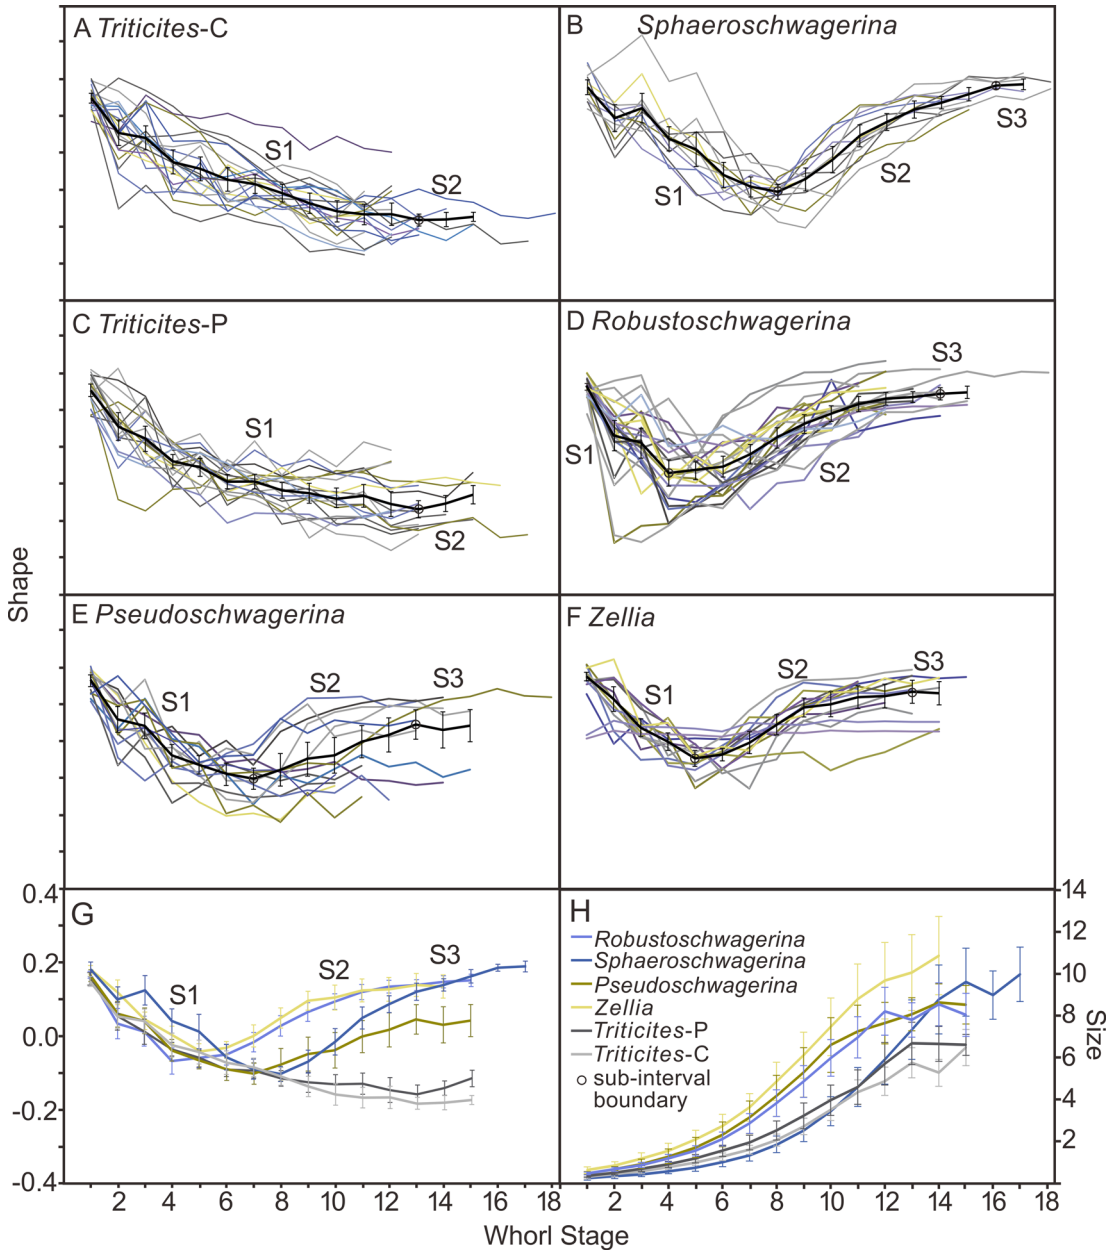 A Triticites-C
S1
S2
B Sphaeroschwagerina
S1
S2
S3
C Triticites-P
S1
S2
D Robustoschwagerina
S1
S2
S3
E Pseudoschwagerina
S1
S2
S3
F Zellia
S1
S2
S3
Shape
G
S1
S2
S3
0.4
0.2
0.0
-0.2
-0.4
2 4 6 8 10 12 14 16 18
H
Robustoschwagerina
Sphaeroschwagerina
Pseudoschwagerina
Zellia
Triticites-P
Triticites-C
sub-interval
boundary
14
12
10
8
6
4
2
Size
2 4 6 8 10 12 14 16 18
Whorl Stage